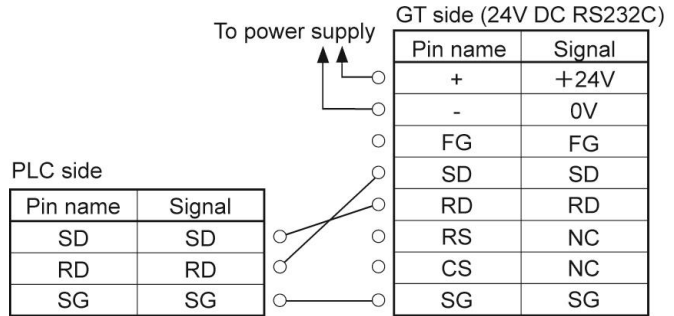 To power supply
GT side (24V DC RS232C)
Pin name Signal
+ +24V
- 0V
FG FG
SD SD
RD RD
RS NC
CS NC
SG SG
PLC side
Pin name Signal
SD SD
RD RD
SG SG